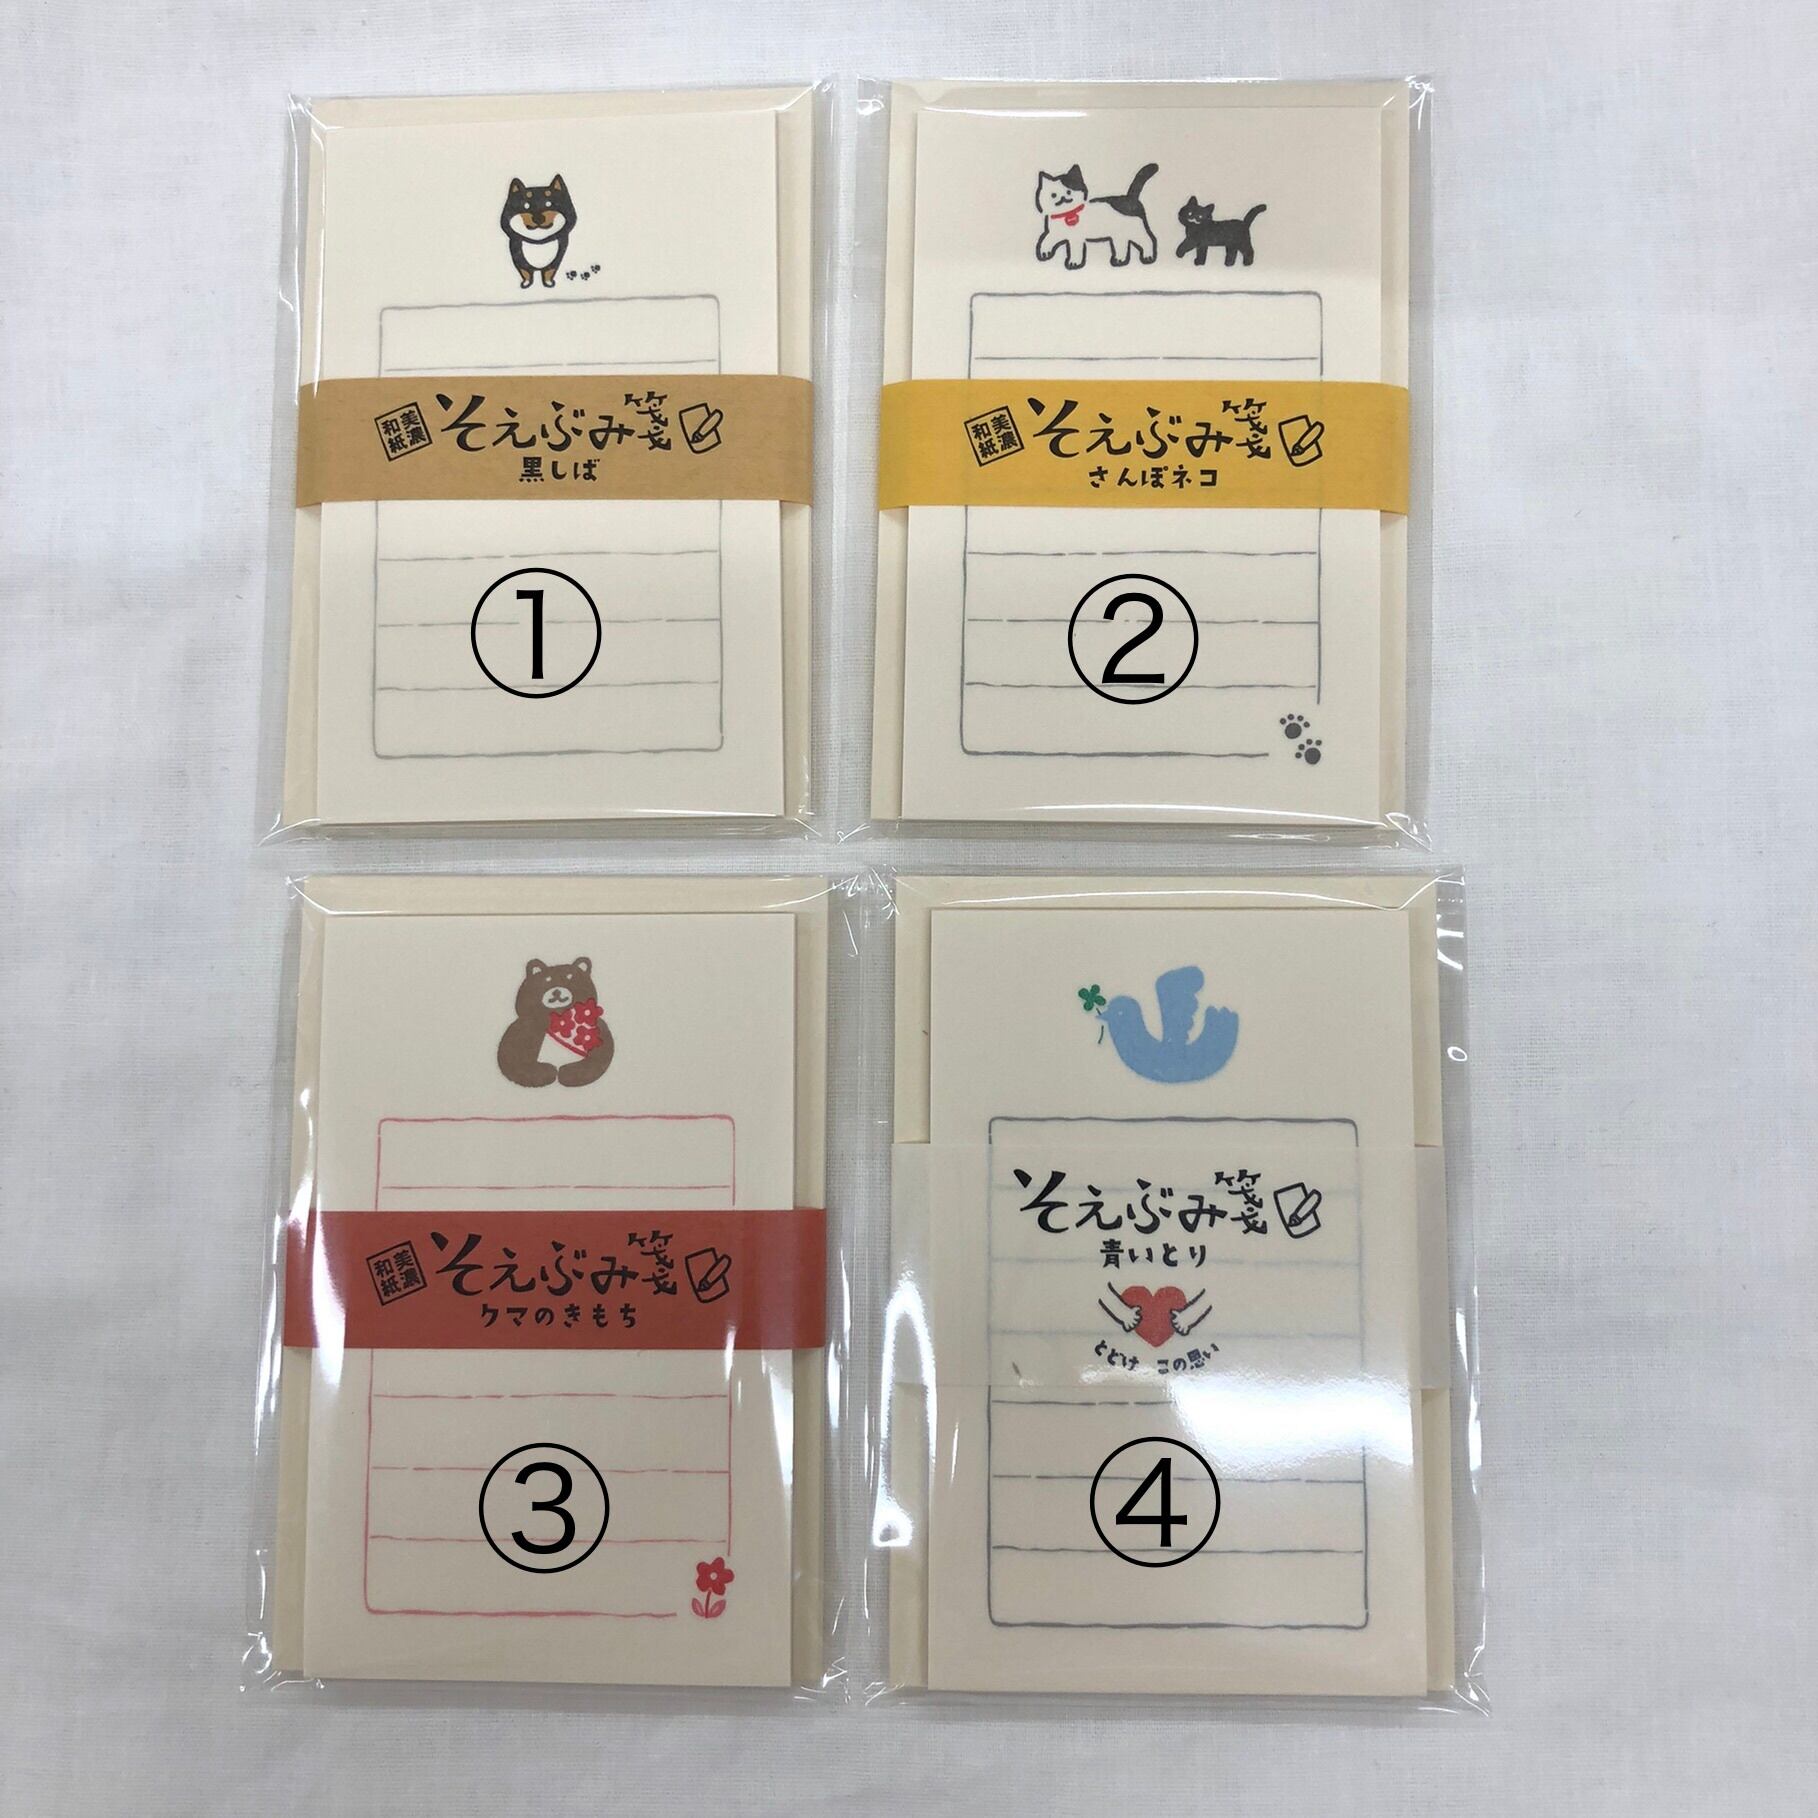 美濃
和紙
そえぶみ箋
黒しば
①
美濃
和紙
そえぶみ箋
さんぽネコ
②
美濃
和紙
そえぶみ箋
クマのきもち
③
そえぶみ箋
青いとり
とどけ この思い
④